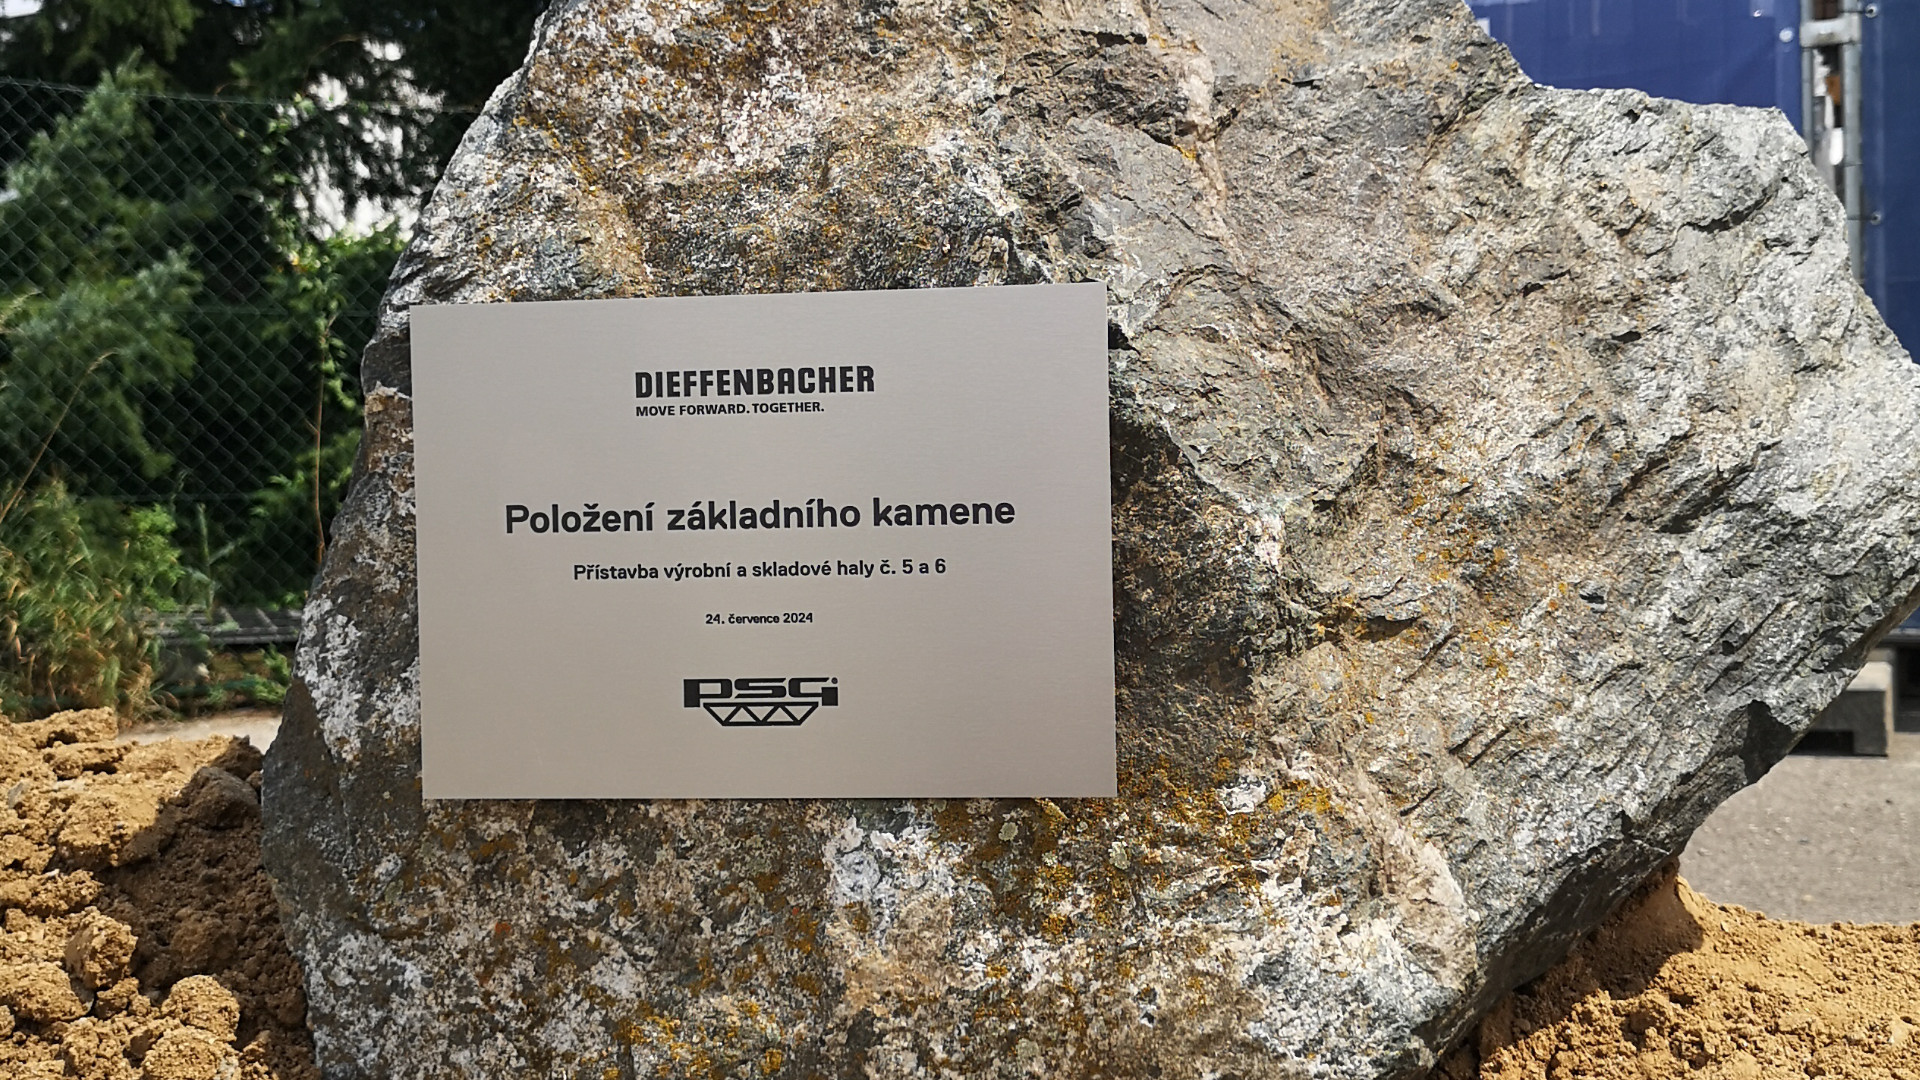 DIEFFENBACHER
MOVE FORWARD. TOGETHER.
Položení základního kamene
Přístavba výrobní a skladové haly č. 5 a 6
24. července 2024
PSG